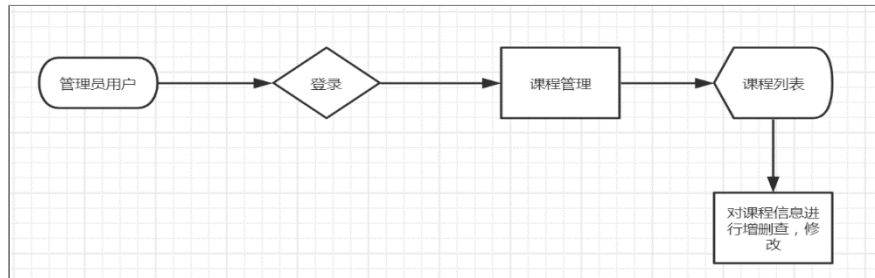 管理员用户
登录
课程管理
课程列表
对课程信息进
行增删查，修
改